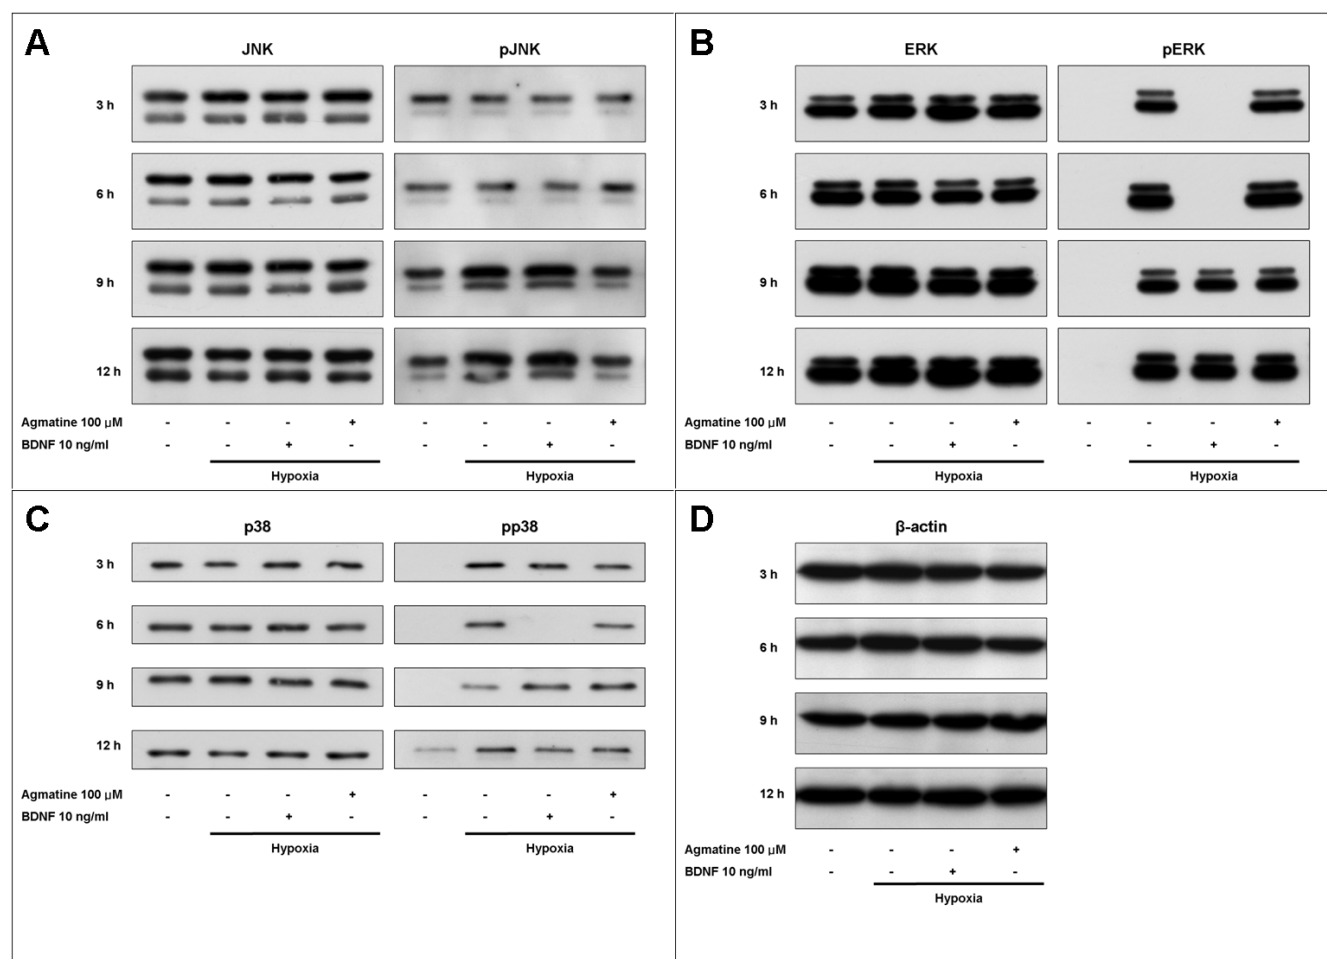 A
JNK pJNK
3 h
6 h
9 h
12 h
Agmatine 100 µM - - - + - - - +
BDNF 10 ng/ml - - + - - - + -
Hypoxia Hypoxia
B
ERK pERK
3 h
6 h
9 h
12 h
Agmatine 100 µM - - - + - - - +
BDNF 10 ng/ml - - + - - - + -
Hypoxia Hypoxia
C
p38 pp38
3 h
6 h
9 h
12 h
Agmatine 100 µM - - - + - - - +
BDNF 10 ng/ml - - + - - - + -
Hypoxia Hypoxia
D
β-actin
3 h
6 h
9 h
12 h
Agmatine 100 µM - - - +
BDNF 10 ng/ml - - + -
Hypoxia